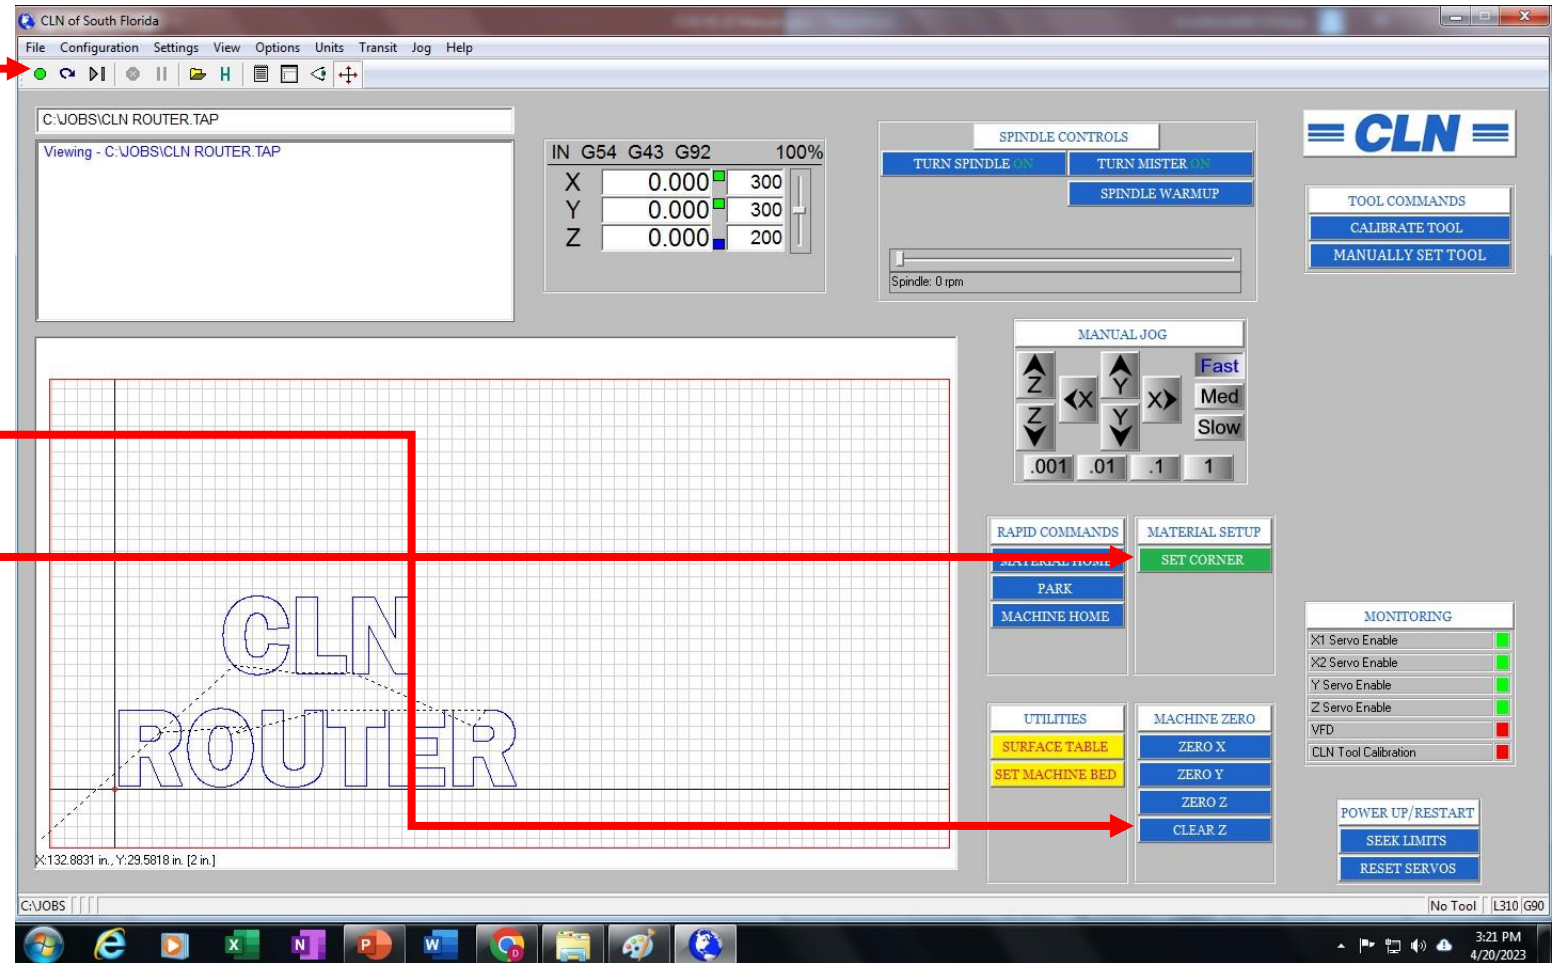 CLN of South Florida
File Configuration Settings View Options Units Transit Jog Help
H
C:\JOBS\CLN ROUTER.TAP
Viewing - C:\JOBS\CLN ROUTER.TAP
IN G54 G43 G92 100%
X 0.000 300
Y 0.000 300
Z 0.000 200
SPINDLE CONTROLS
TURN SPINDLE ON TURN MISTER ON
SPINDLE WARMUP
Spindle: 0 rpm
CLN
TOOL COMMANDS
CALIBRATE TOOL
MANUALLY SET TOOL
MANUAL JOG
Z Y Fast
X X Med
Z Y Slow
.001 .01 .1 1
RAPID COMMANDS
MATERIAL HOME
PARK
MACHINE HOME
MATERIAL SETUP
SET CORNER
CLN
ROUTER
X:132.8831 in., Y:29.5818 in. [2 in.]
MONITORING
X1 Servo Enable
X2 Servo Enable
Y Servo Enable
Z Servo Enable
VFD
CLN Tool Calibration
UTILITIES
SURFACE TABLE
SET MACHINE BED
MACHINE ZERO
ZERO X
ZERO Y
ZERO Z
CLEAR Z
POWER UP/RESTART
SEEK LIMITS
RESET SERVOS
C:\JOBS No Tool L310 G90
3:21 PM
4/20/2023